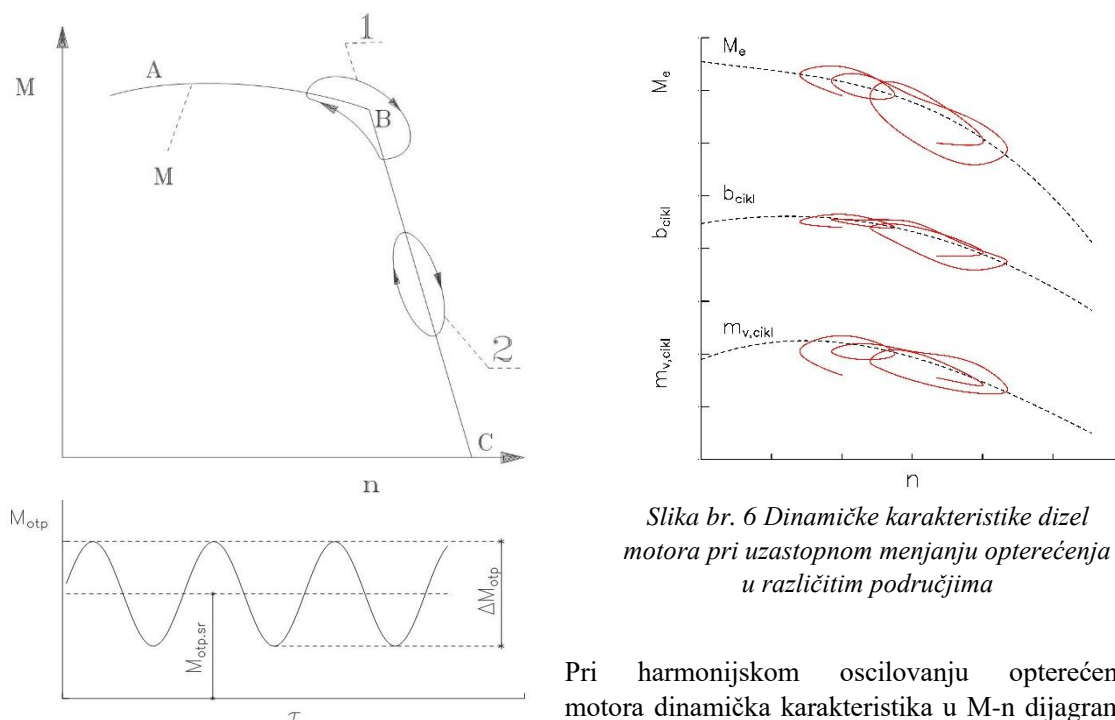 1
A
M
B
M
2
C
n
M_otp
ΔM_otp
M_otp.sr
τ
M_e
M_e
b_cikl
b_cikl
m_v,cikl
m_v,cikl
n
Slika br. 6 Dinamičke karakteristike dizel
motora pri uzastopnom menjanju opterećenja
u različitim područjima
Pri harmonijskom oscilovanju opterećen
motora dinamička karakteristika u M-n dijagran